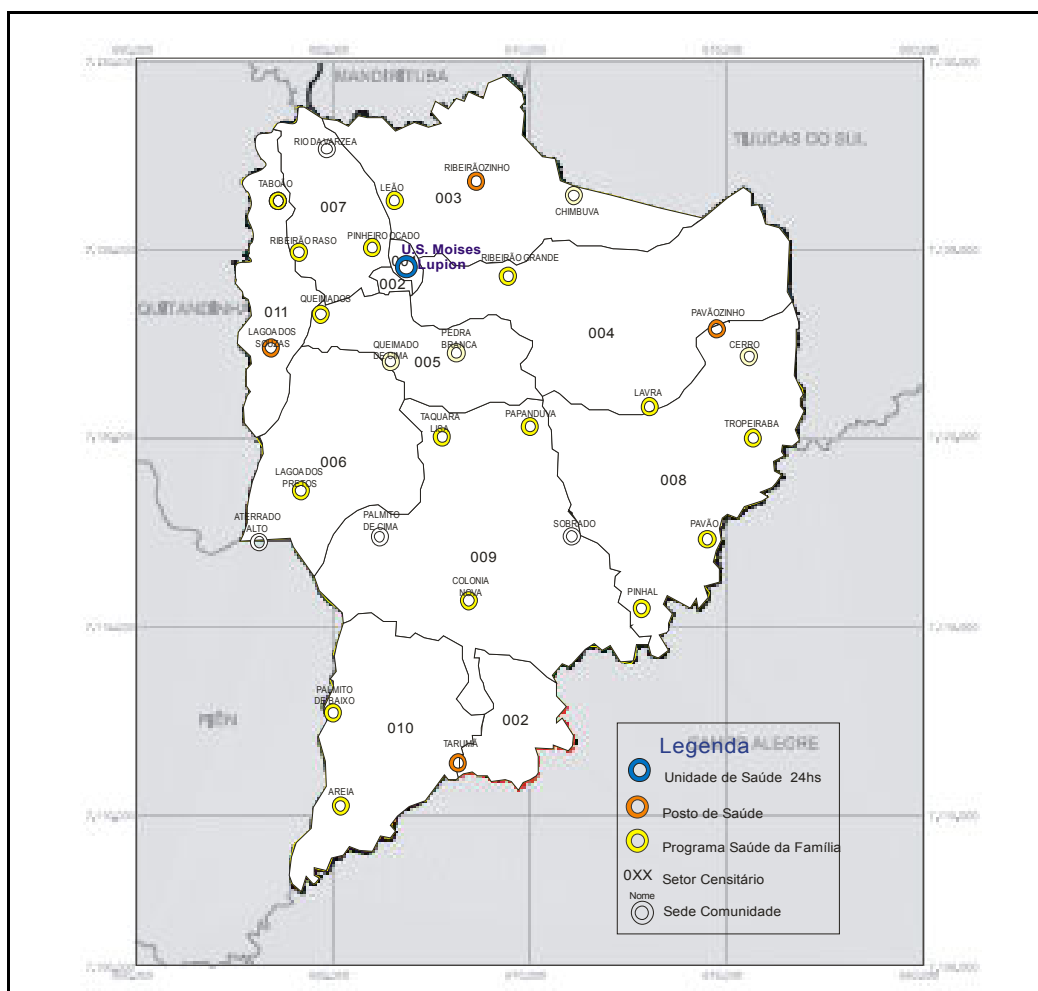 MANDIRITUBA
TIJUCAS DO SUL
RIO DA VARZEA
RIBEIRÃOZINHO
TABOÃO
LEÃO
003
007
CHIMBUVA
RIBEIRÃO RASO
PINHEIRO
U.S. Moises
Lupion
RIBEIRÃO GRANDE
002
QUITANDINHA
QUEIMADOS
011
PAVÃOZINHO
004
LAGOA DOS
SOUZAS
QUEIMADO
DE CIMA
PEDRA
BRANCA
005
CERRO
LAVRA
TAQUARA
LISA
PAPANDUVA
TROPEIRABA
006
LAGOA DOS
PRETOS
008
ATERRADO
ALTO
PALMITO
DE CIMA
SOBRADO
PAVÃO
009
COLONIA
NOVA
PINHAL
PALMITO
DE BAIXO
PIÊN
010
002
TARUMÃ
AREIA
ALEGRE
Legenda
Unidade de Saúde 24hs
Posto de Saúde
Programa Saúde da Família
0XX Setor Censitário
Nome
Sede Comunidade